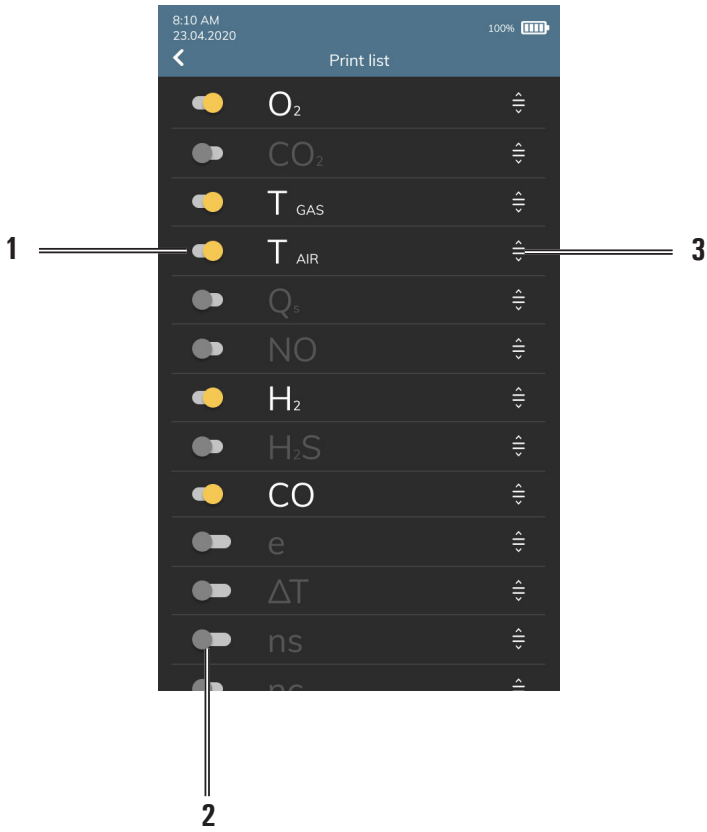 8:10 AM
23.04.2020
100%
Print list
O₂
CO₂
T GAS
1
T AIR
3
Qₛ
NO
H₂
H₂S
CO
e
ΔT
ns
2